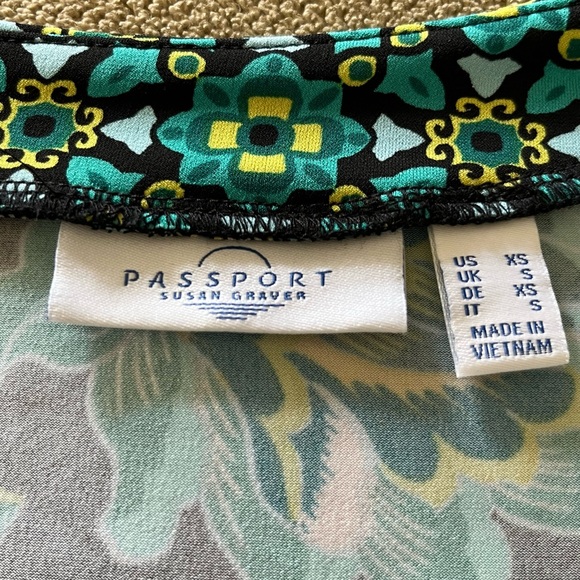 PASSPORT
SUSAN GRAVER
US XS
UK S
DE XS
IT S
MADE IN
VIETNAM